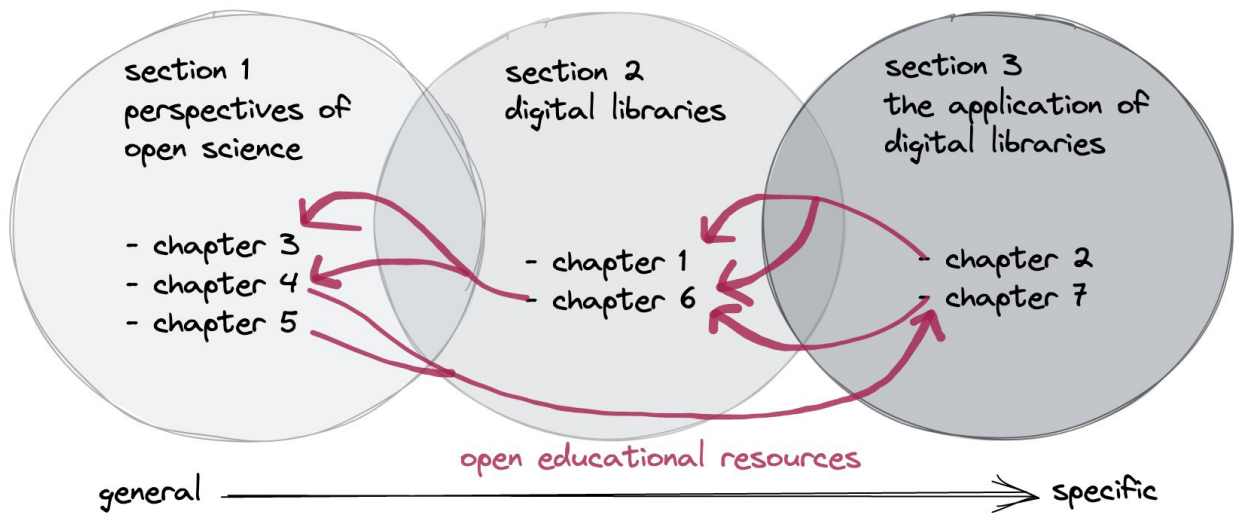 section 1
perspectives of
open science
- chapter 3
- chapter 4
- chapter 5
section 2
digital libraries
- chapter 1
- chapter 6
section 3
the application of
digital libraries
- chapter 2
- chapter 7
open educational resources
general
specific